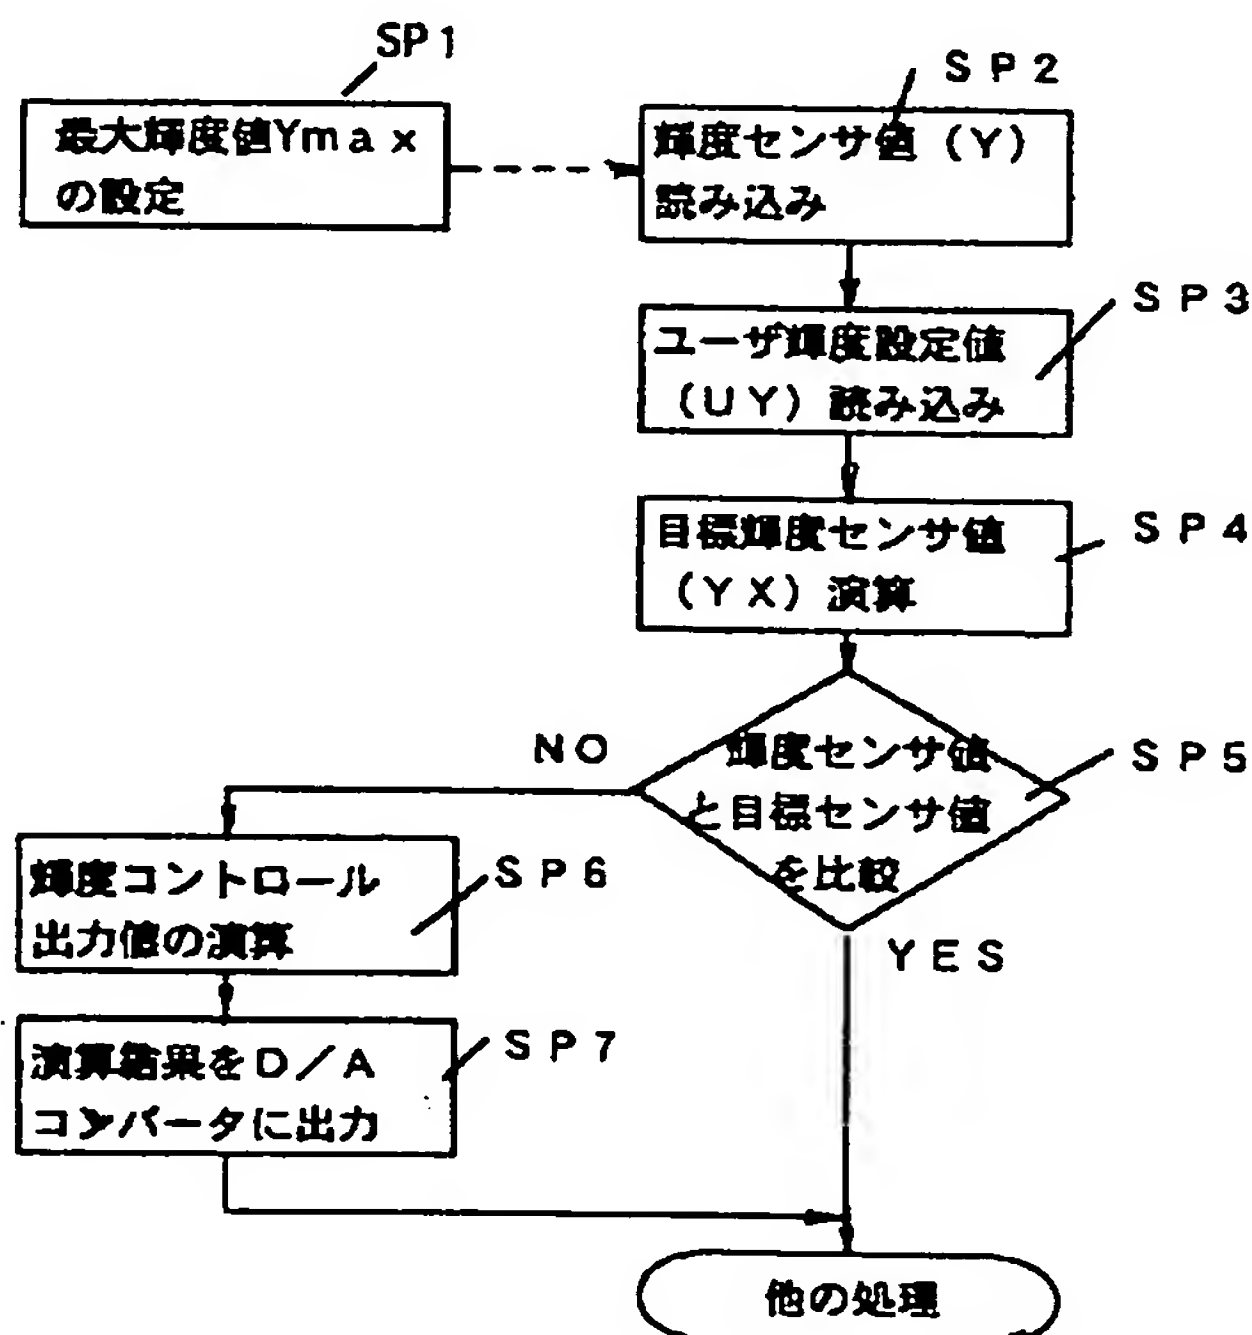 SP1
最大輝度値Ymax
の設定
SP2
輝度センサ値(Y)
読み込み
SP3
ユーザ輝度設定値
(UY)読み込み
SP4
目標輝度センサ値
(YX)演算
SP5
輝度センサ値
と目標センサ値
を比較
NO
YES
SP6
輝度コントロール
出力値の演算
SP7
演算結果をD/A
コンバータに出力
他の処理